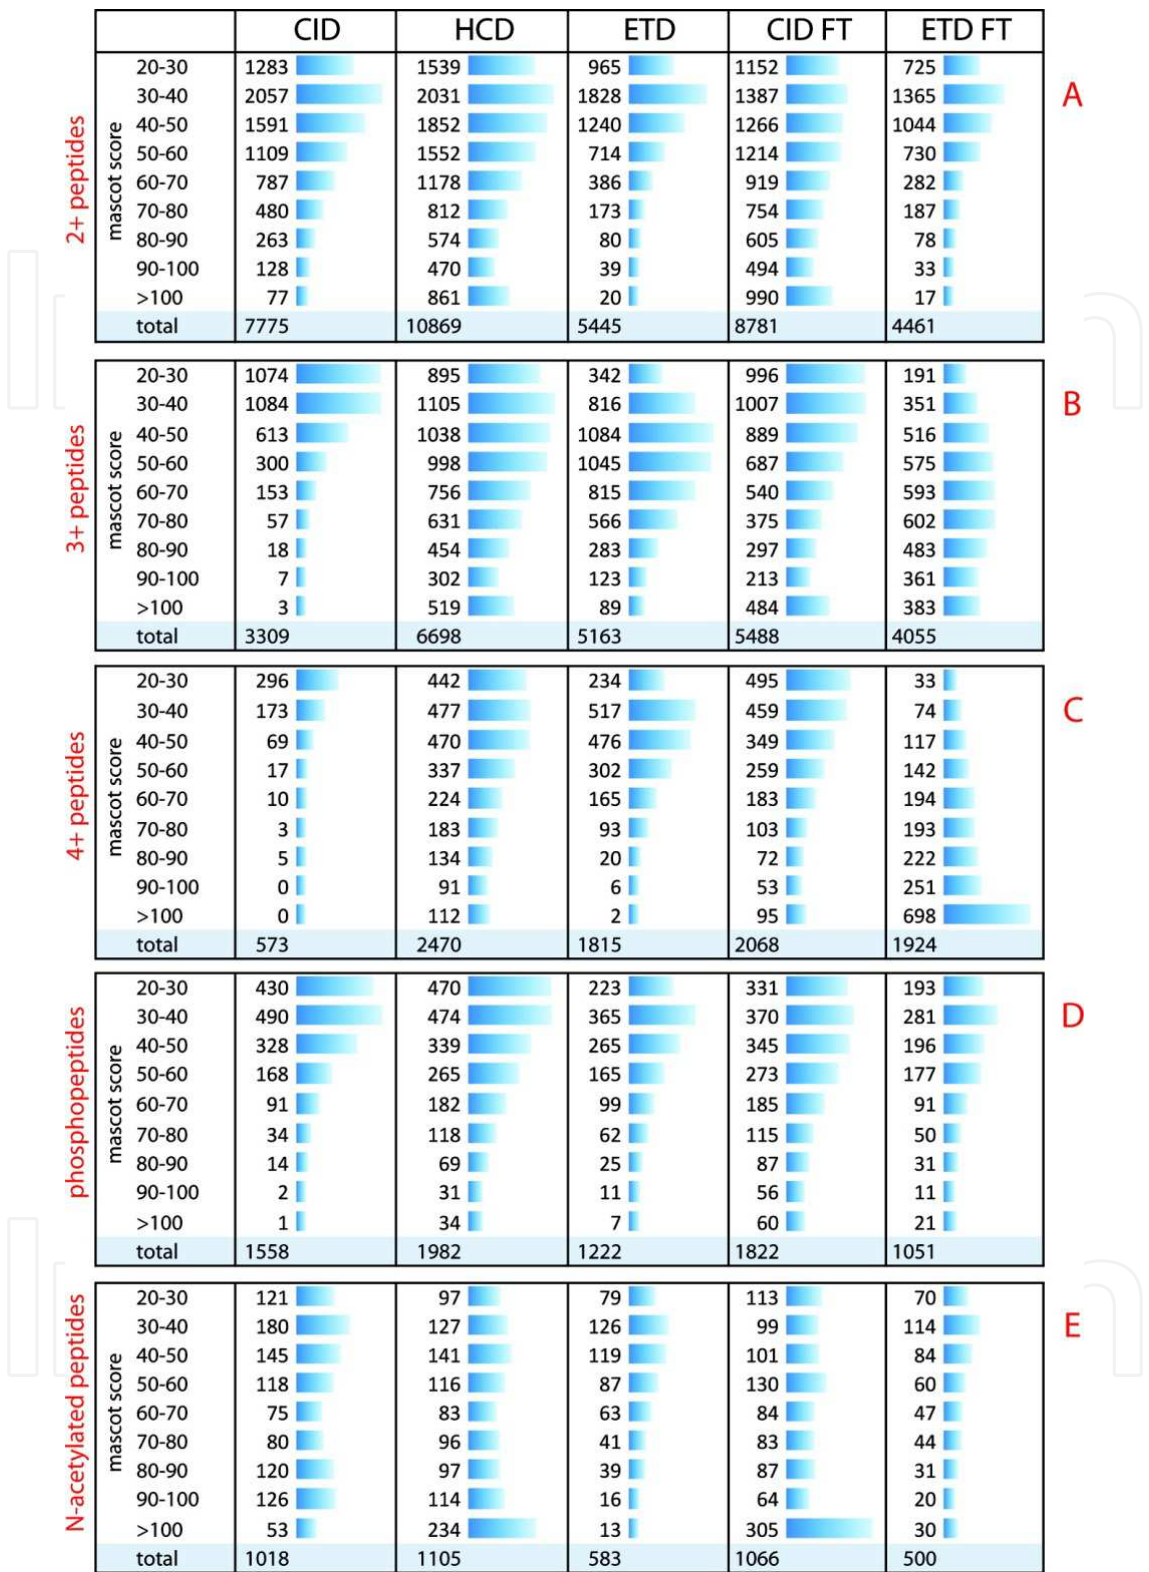 CID HCD ETD CID FT ETD FT
2+ peptides
mascot score
A
20-30 1283 1539 965 1152 725
30-40 2057 2031 1828 1387 1365
40-50 1591 1852 1240 1266 1044
50-60 1109 1552 714 1214 730
60-70 787 1178 386 919 282
70-80 480 812 173 754 187
80-90 263 574 80 605 78
90-100 128 470 39 494 33
>100 77 861 20 990 17
total 7775 10869 5445 8781 4461
3+ peptides
mascot score
B
20-30 1074 895 342 996 191
30-40 1084 1105 816 1007 351
40-50 613 1038 1084 889 516
50-60 300 998 1045 687 575
60-70 153 756 815 540 593
70-80 57 631 566 375 602
80-90 18 454 283 297 483
90-100 7 302 123 213 361
>100 3 519 89 484 383
total 3309 6698 5163 5488 4055
4+ peptides
mascot score
C
20-30 296 442 234 495 33
30-40 173 477 517 459 74
40-50 69 470 476 349 117
50-60 17 337 302 259 142
60-70 10 224 165 183 194
70-80 3 183 93 103 193
80-90 5 134 20 72 222
90-100 0 91 6 53 251
>100 0 112 2 95 698
total 573 2470 1815 2068 1924
phosphopeptides
mascot score
D
20-30 430 470 223 331 193
30-40 490 474 365 370 281
40-50 328 339 265 345 196
50-60 168 265 165 273 177
60-70 91 182 99 185 91
70-80 34 118 62 115 50
80-90 14 69 25 87 31
90-100 2 31 11 56 11
>100 1 34 7 60 21
total 1558 1982 1222 1822 1051
N-acetylated peptides
mascot score
E
20-30 121 97 79 113 70
30-40 180 127 126 99 114
40-50 145 141 119 101 84
50-60 118 116 87 130 60
60-70 75 83 63 84 47
70-80 80 96 41 83 44
80-90 120 97 39 87 31
90-100 126 114 16 64 20
>100 53 234 13 305 30
total 1018 1105 583 1066 500